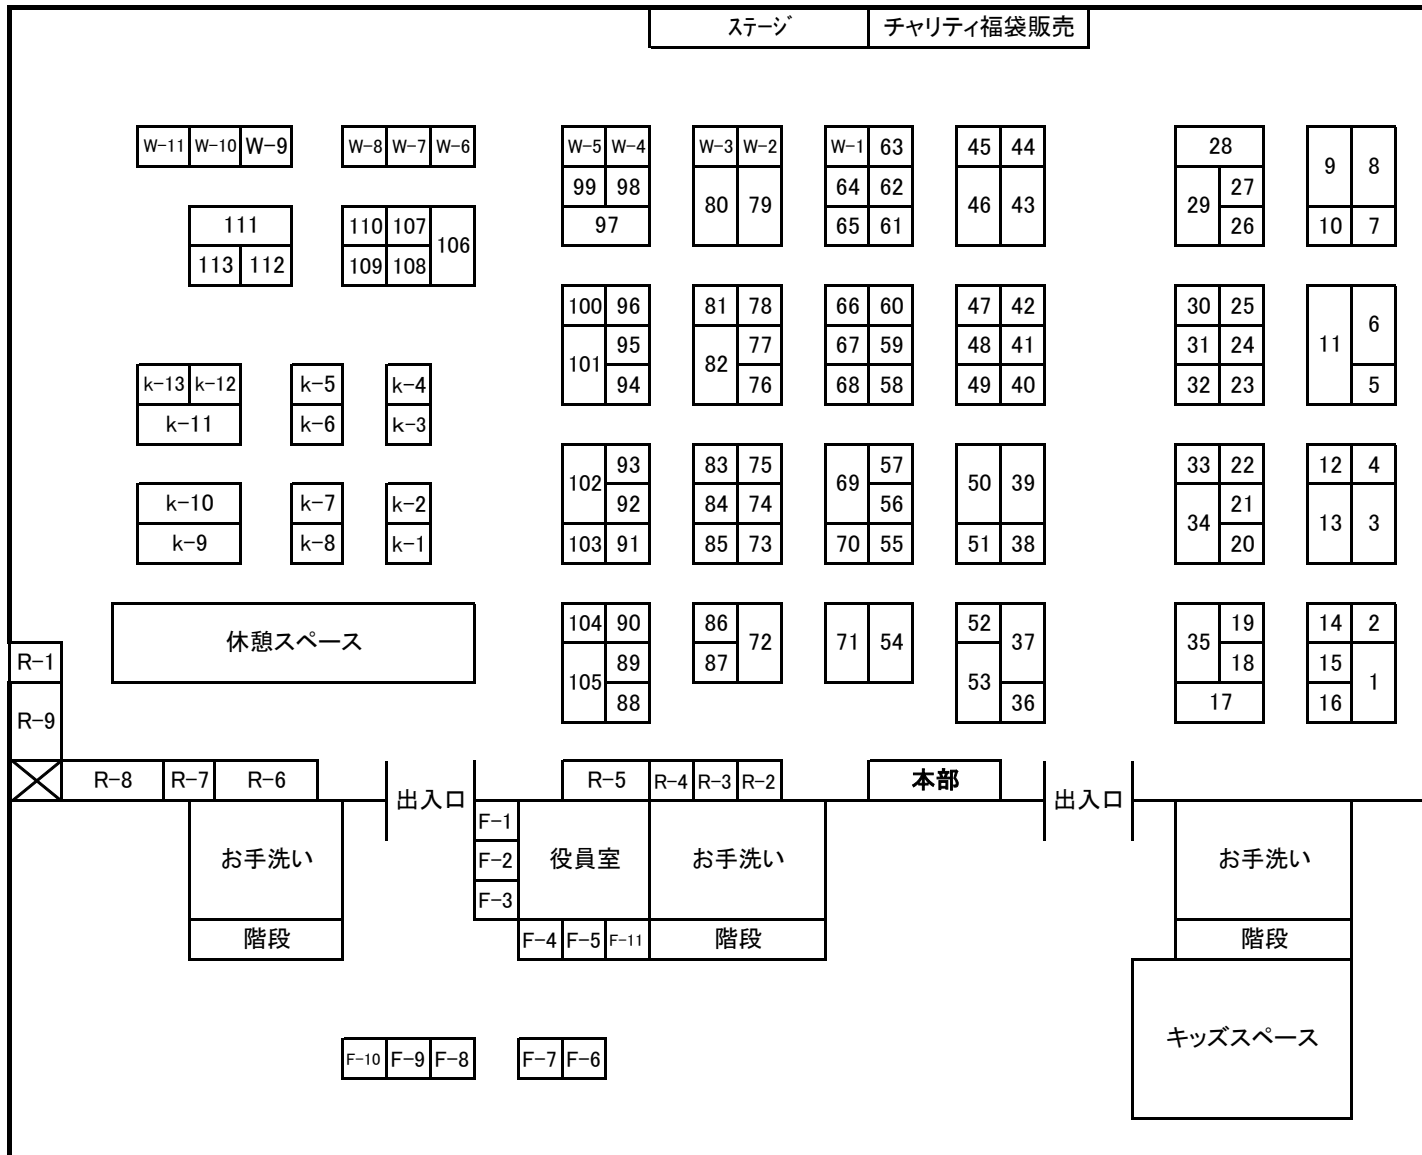 ステージ チャリティ福袋販売
W-11 W-10 W-9 W-8 W-7 W-6 W-5 W-4 W-3 W-2 W-1 63 45 44 28 9 8
99 98 80 79 64 62 46 43 29 27
111 110 107 106 97 65 61 26 10 7
113 112 109 108
100 96 81 78 66 60 47 42 30 25 11 6
101 95 82 77 67 59 48 41 31 24
k-13 k-12 k-5 k-4 94 76 68 58 49 40 32 23 5
k-11 k-6 k-3
102 93 83 75 69 57 50 39 33 22 12 4
k-10 k-7 k-2 92 84 74 56 34 21 13 3
k-9 k-8 k-1 103 91 85 73 70 55 51 38 20
休憩スペース 104 90 86 72 71 54 52 37 35 19 14 2
R-1 105 89 87 53 18 15 1
R-9 88 36 17 16
R-8 R-7 R-6 R-5 R-4 R-3 R-2 本部
出入口 出入口
F-1
お手洗い F-2 役員室 お手洗い お手洗い
F-3
階段 F-4 F-5 F-11 階段 階段
キッズスペース
F-10 F-9 F-8 F-7 F-6